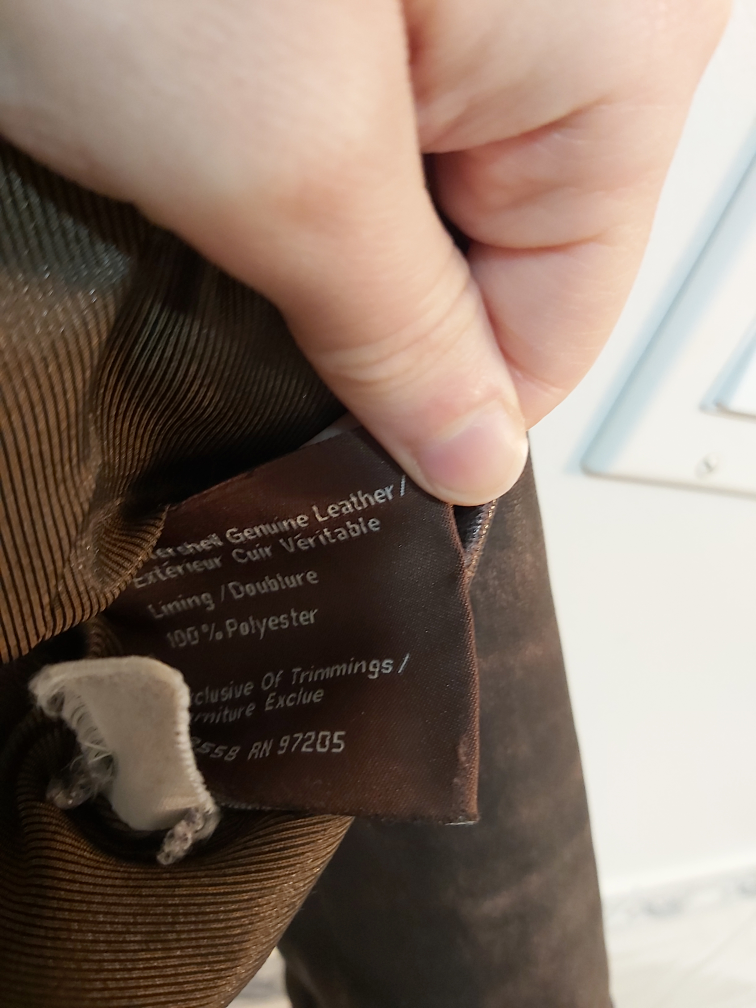 Genuine Leather /
Extérieur Cuir Véritable
Lining / Doublure
100 % Polyester
Of Trimmings /
Exclue
RN 97205